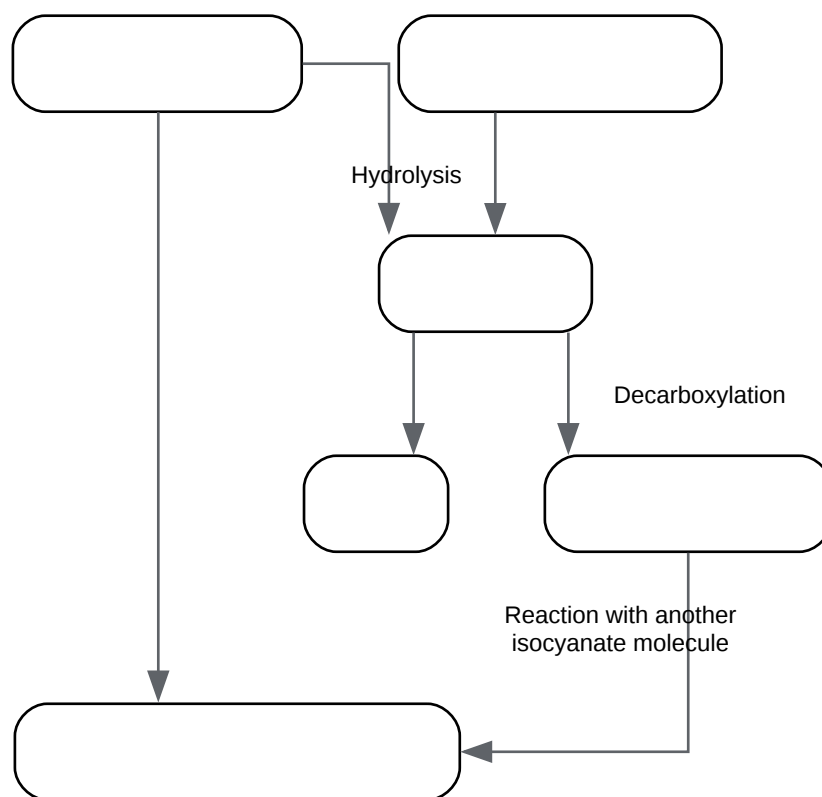 Hydrolysis
Decarboxylation
Reaction with another
isocyanate molecule